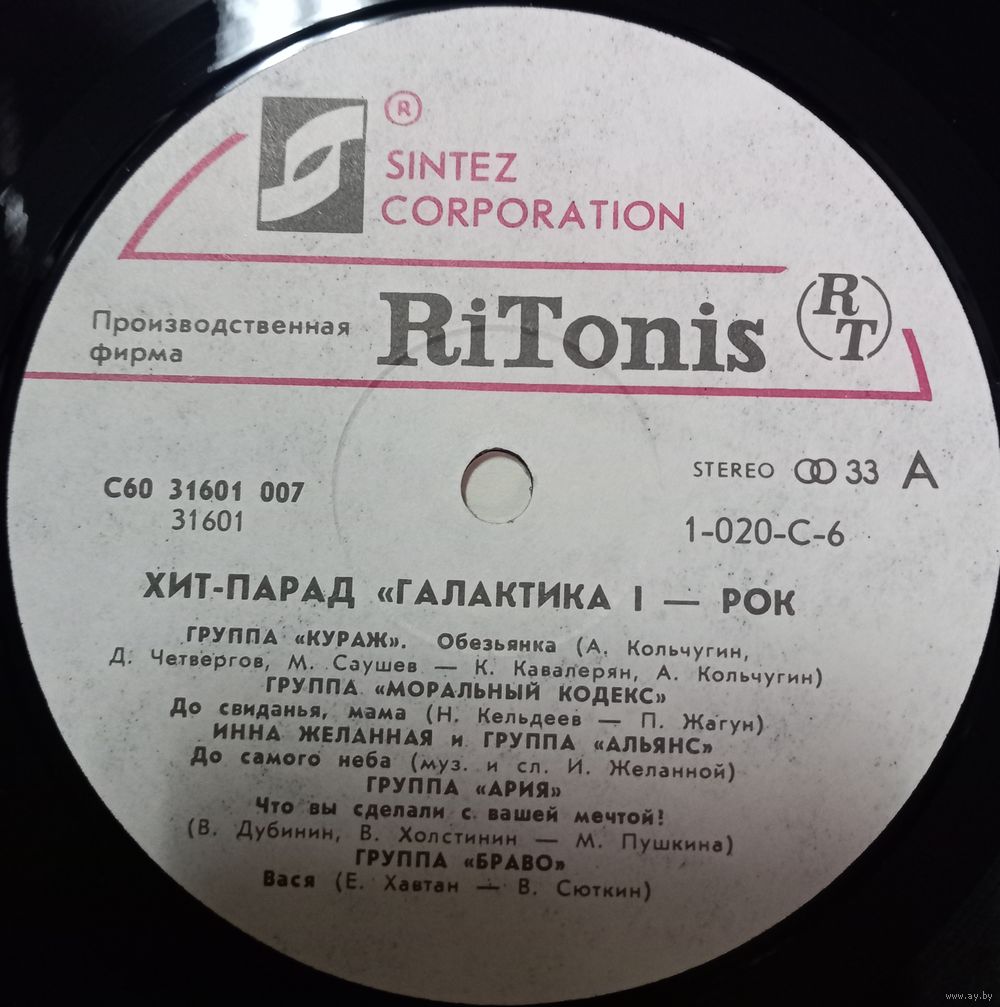 ®
SINTEZ
CORPORATION
Производственная
фирма
RiTonis
RT
С60 31601 007
31601
STEREO 33 А
1-020-С-6
ХИТ-ПАРАД «ГАЛАКТИКА I — РОК
ГРУППА «КУРАЖ». Обезьянка (А. Кольчугин,
Д. Четвергов, М. Саушев — К. Кавалерян, А. Кольчугин)
ГРУППА «МОРАЛЬНЫЙ КОДЕКС»
До свиданья, мама (Н. Кельдеев — П. Жагун)
ИННА ЖЕЛАННАЯ и ГРУППА «АЛЬЯНС»
До самого неба (муз. и сл. И. Желанной)
ГРУППА «АРИЯ»
Что вы сделали с вашей мечтой!
(В. Дубинин, В. Холстинин — М. Пушкина)
ГРУППА «БРАВО»
Вася (Е. Хавтан — В. Сюткин)
www.ay.by